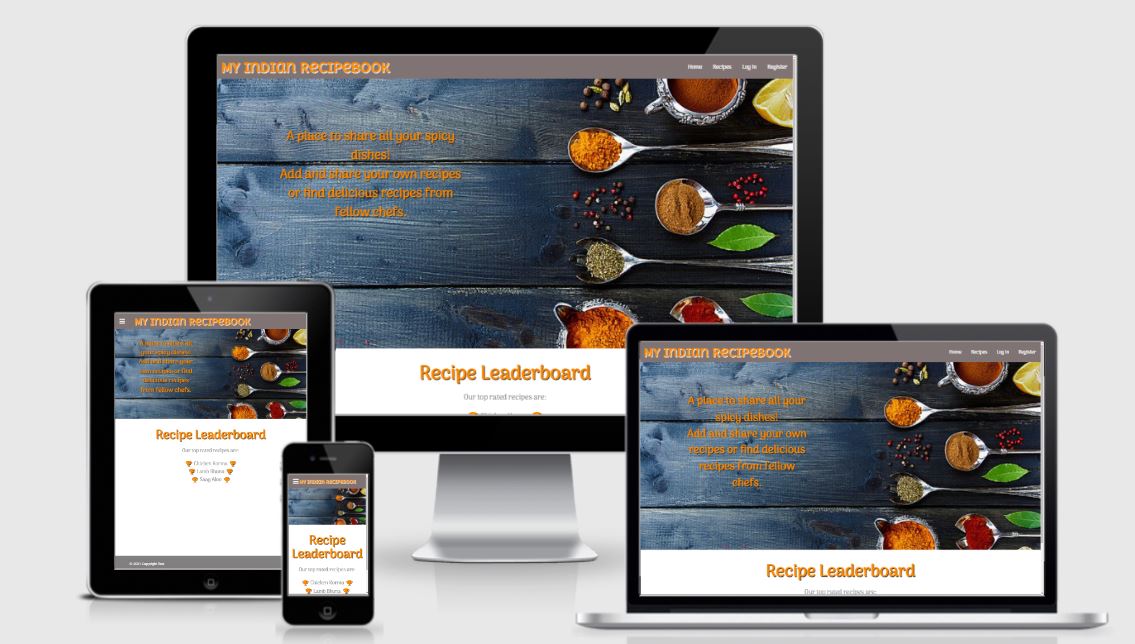 MY INDIAN RECIPEBOOK
Home Recipes Log In Register
A place to share all your spicy
dishes!
Add and share your own recipes
or find delicious recipes from
fellow chefs.
Recipe Leaderboard
Our top rated recipes are:
MY INDIAN RECIPEBOOK
A place to share all
your spicy dishes!
Add and share your
own recipes or find
delicious recipes
from fellow chefs.
Recipe Leaderboard
Our top rated recipes are:
Chicken Korma
Lamb Bhuna
Saag Aloo
© 2021 Copyright Text
MY INDIAN RECIPEBOOK
Recipe
Leaderboard
Our top rated recipes are:
Chicken Korma
Lamb Bhuna
MY INDIAN RECIPEBOOK
Home Recipes Log In Register
A place to share all your
spicy dishes!
Add and share your own
recipes or find delicious
recipes from fellow
chefs.
Recipe Leaderboard
Our top rated recipes are: